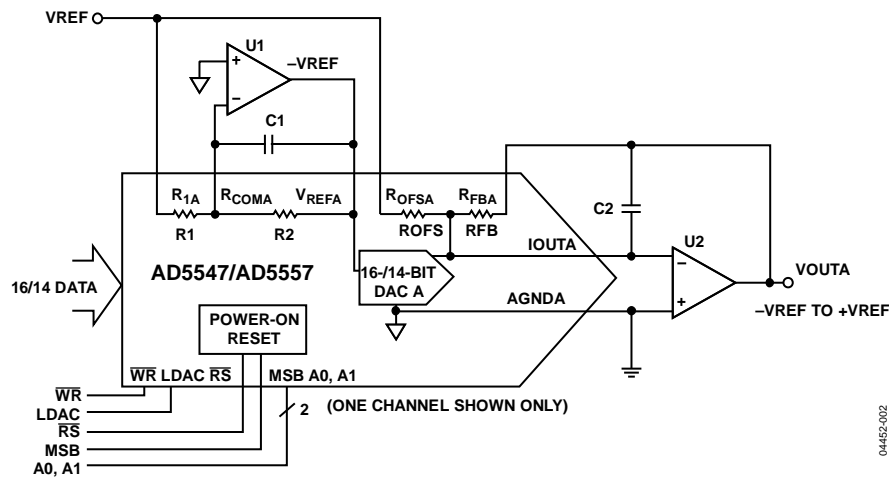 VREF
U1
+
−
−VREF
C1
R1A
RCOMA
VREFA
ROFSA
RFBA
R1
R2
ROFS
RFB
C2
U2
IOUTA
−
+
VOUTA
−VREF TO +VREF
16/14 DATA
AD5547/AD5557
16-/14-BIT
DAC A
AGNDA
POWER-ON
RESET
WR LDAC RS
MSB A0, A1
2
(ONE CHANNEL SHOWN ONLY)
WR
LDAC
RS
MSB
A0, A1
04452-002